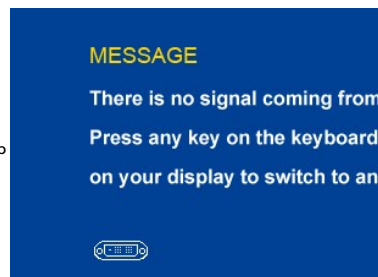 MESSAGE
There is no signal coming from
Press any key on the keyboard
on your display to switch to an